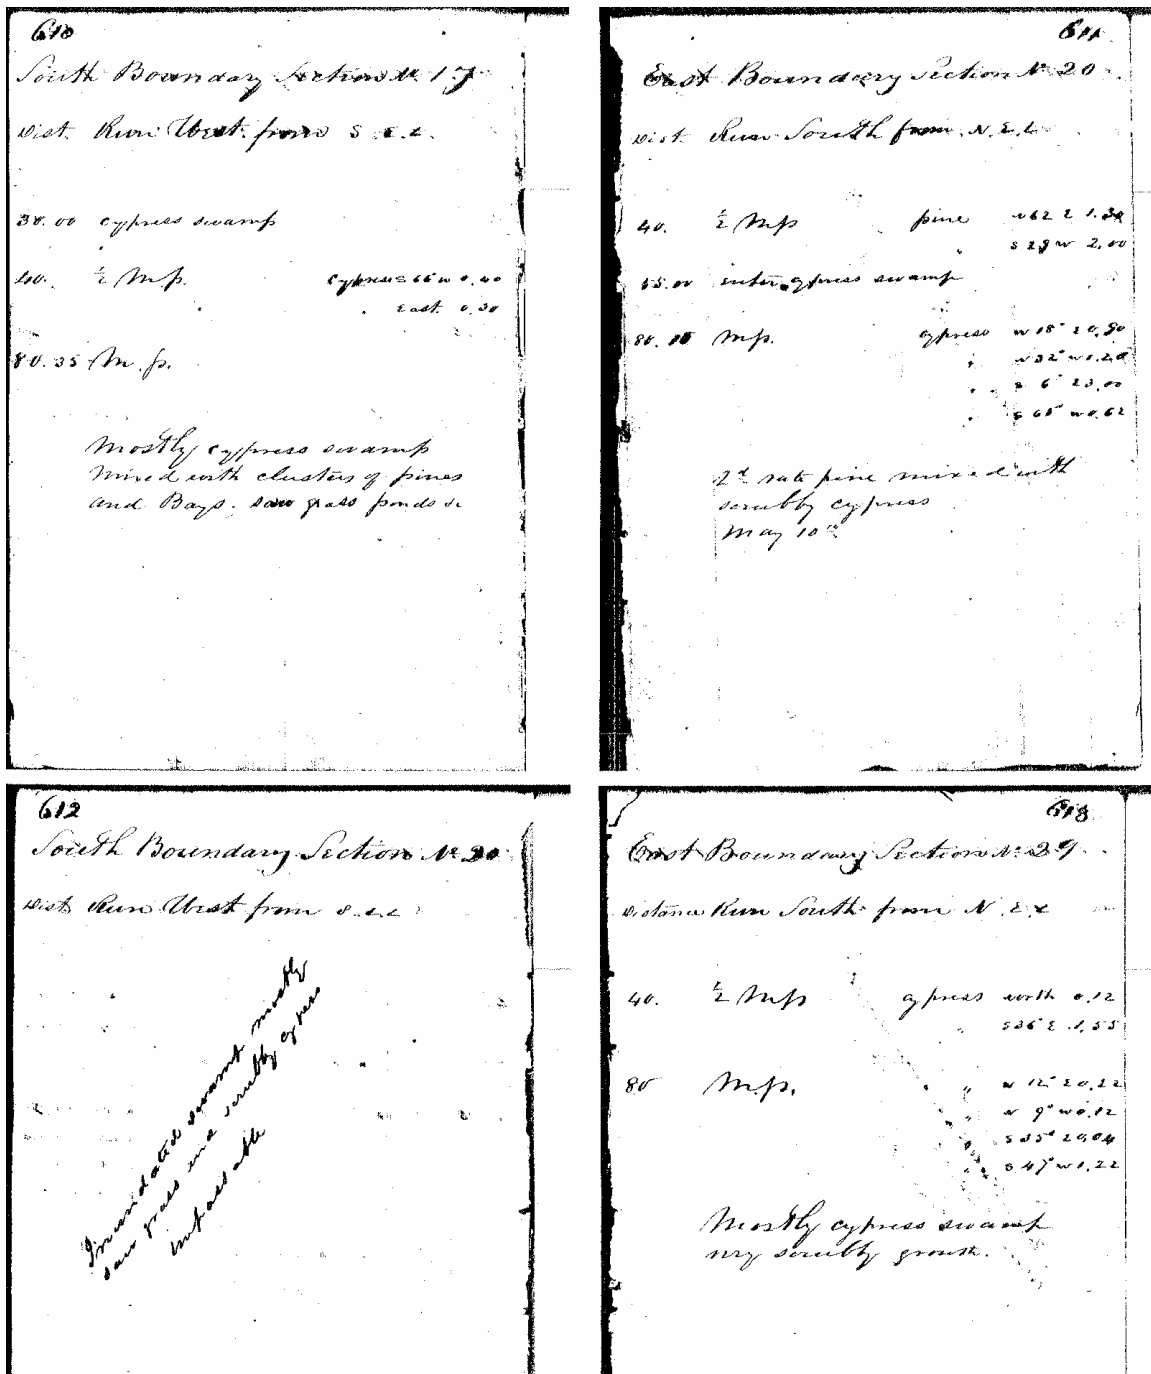 610
South Boundary Section No 17
Dist. Run West from S. E. C.
38.00 cypress swamp
40. ½ M.p. cypress S 66 W 0.40
" East 0.30
80.35 M.p.
Mostly cypress swamp
Mixed with clusters of pines
and Bays. saw grass ponds &c
611
East Boundary Section No 20
Dist. Run South from N. E. C.
40. ½ M.p. pine N 62 E 1.30
" S 29 W 2.00
65.00 enter cypress swamp
80.10 M.p. cypress N 18° E 0.50
" N 32° W 0.20
" S 6° E 3.00
" S 65° W 0.62
2d rate pine mixed with
scrubby cypress
May 10th
612
South Boundary Section No 20
Dist. Run West from S. E. C.
Inundated swamp mostly
saw grass and scrubby cypress
impassable
613
East Boundary Section No 29
Distance Run South from N E C
40. ½ M.p. cypress North 0.12
" S 36° E 1.55
80 M.p. " N 12° E 0.22
" N 9° W 0.12
" S 35° E 0.04
" S 47° W 1.22
Mostly cypress swamp
very scrubby growth.